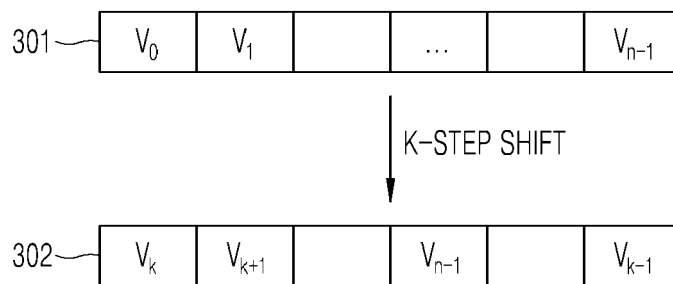 301 V₀ V₁ ... Vₙ₋₁
K-STEP SHIFT
302 Vₖ Vₖ₊₁ Vₙ₋₁ Vₖ₋₁